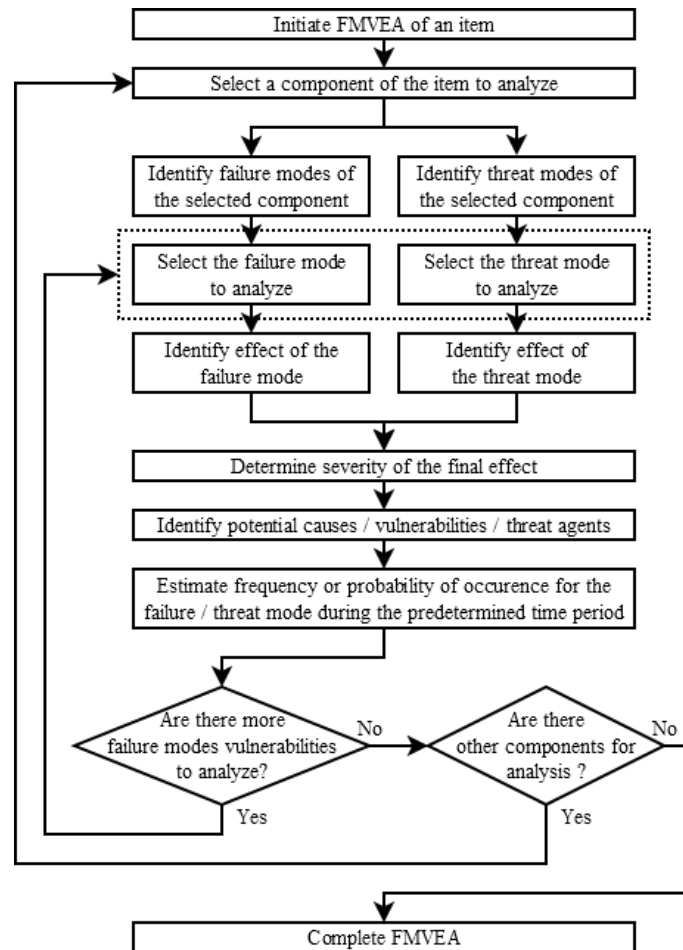 Initiate FMVEA of an item
Select a component of the item to analyze
Identify failure modes of
the selected component
Identify threat modes of
the selected component
Select the failure mode
to analyze
Select the threat mode
to analyze
Identify effect of the
failure mode
Identify effect of
the threat mode
Determine severity of the final effect
Identify potential causes / vulnerabilities / threat agents
Estimate frequency or probability of occurence for the
failure / threat mode during the predetermined time period
Are there more
failure modes vulnerabilities
to analyze?
No
Yes
Are there
other components for
analysis ?
No
Yes
Complete FMVEA